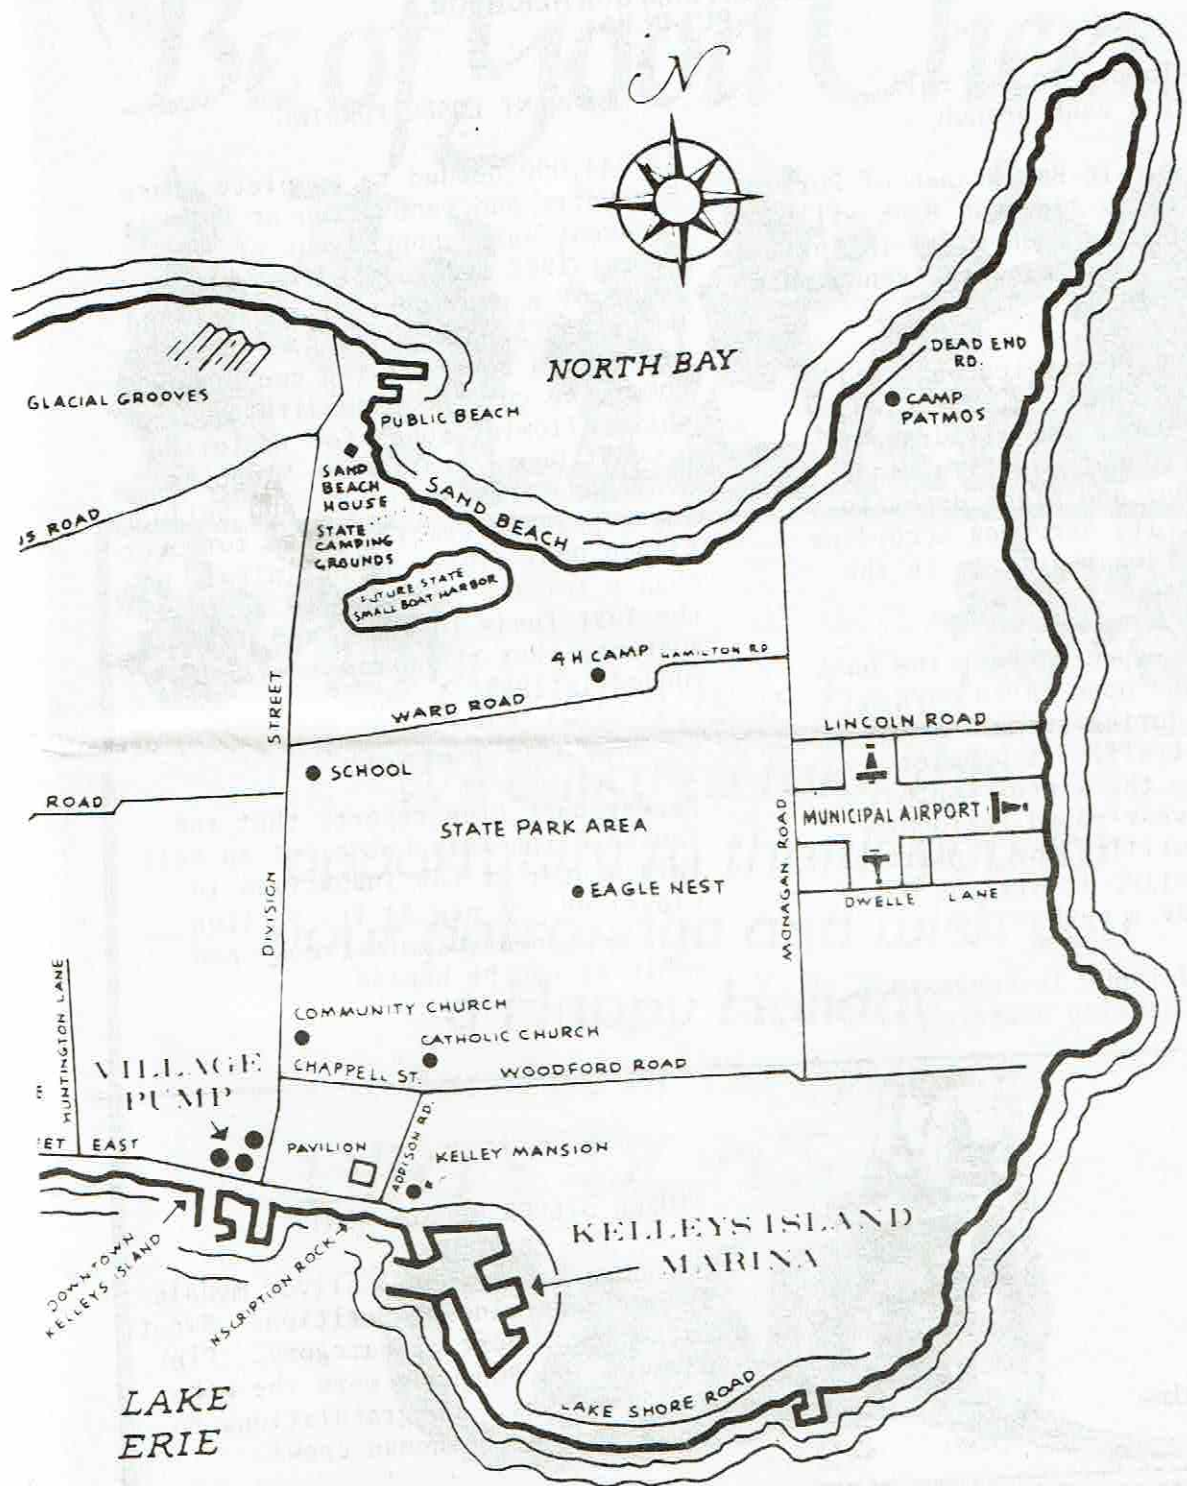 N
NORTH BAY
DEAD END
RD.
GLACIAL GROOVES
CAMP
PATMOS
PUBLIC BEACH
SAND
BEACH
HOUSE
SAND BEACH
IS ROAD
STATE
CAMPING
GROUNDS
FUTURE STATE
SMALL BOAT HARBOR
4 H CAMP
HAMILTON RD
WARD ROAD
STREET
LINCOLN ROAD
SCHOOL
ROAD
MUNICIPAL AIRPORT
STATE PARK AREA
MONAGAN ROAD
EAGLE NEST
DWELLE LANE
DIVISION
HUNTINGTON LANE
COMMUNITY CHURCH
CATHOLIC CHURCH
CHAPPELL ST.
WOODFORD ROAD
VILLAGE
PUMP
EET EAST
PAVILION
ADDISON RD.
KELLEY MANSION
KELLEYS ISLAND
MARINA
DOWNTOWN
KELLEYS ISLAND
NSCRIPTION ROCK
LAKE SHORE ROAD
LAKE
ERIE